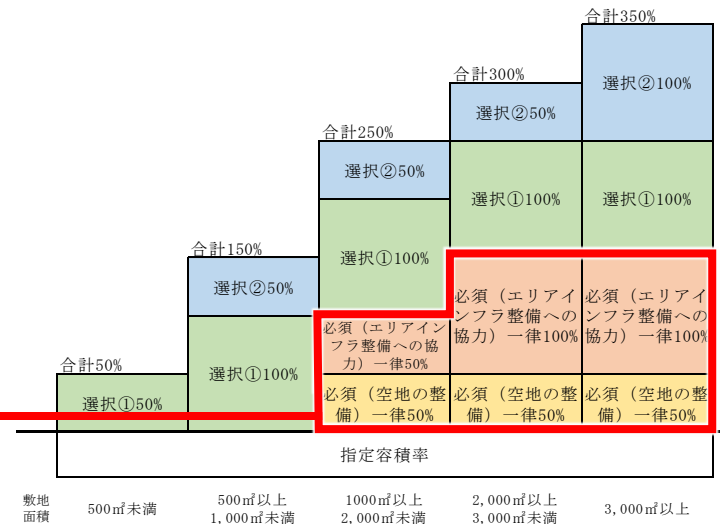 合計350%
選択②100%
合計300%
選択②50%
合計250%
選択②50%
選択①100%
選択①100%
合計150%
選択①100%
選択②50%
必須（エリアイ
ンフラ整備への
協力）一律100%
必須（エリアイ
ンフラ整備への
協力）一律100%
必須（エリアイン
フラ整備への協
力）一律50%
合計50%
選択①100%
選択①50%
必須（空地の整
備）一律50%
必須（空地の整
備）一律50%
必須（空地の整
備）一律50%
指定容積率
敷地
面積
500㎡未満
500㎡以上
1,000㎡未満
1000㎡以上
2,000㎡未満
2,000㎡以上
3,000㎡未満
3,000㎡以上